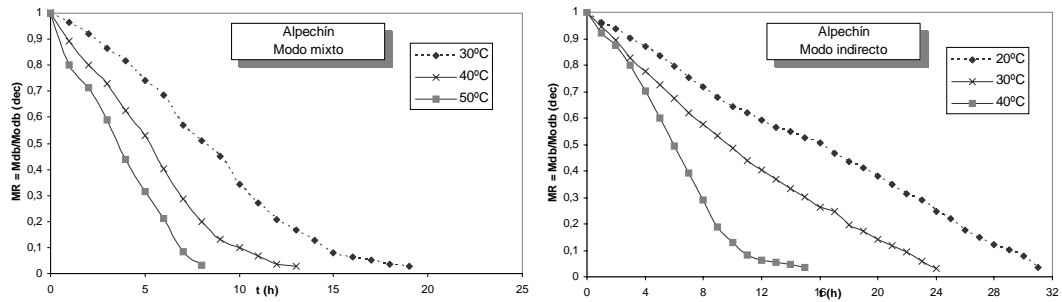 MR = Mdb/Modb (dec)
1
0,9
0,8
0,7
0,6
0,5
0,4
0,3
0,2
0,1
0
Alpechín
Modo mixto
30ºC
40ºC
50ºC
0 5 10 15 20 25
t (h)
MR = Mdb/Modb (dec)
1
0,9
0,8
0,7
0,6
0,5
0,4
0,3
0,2
0,1
0
Alpechín
Modo indirecto
20ºC
30ºC
40ºC
0 4 8 12 16 20 24 28 32
t (h)